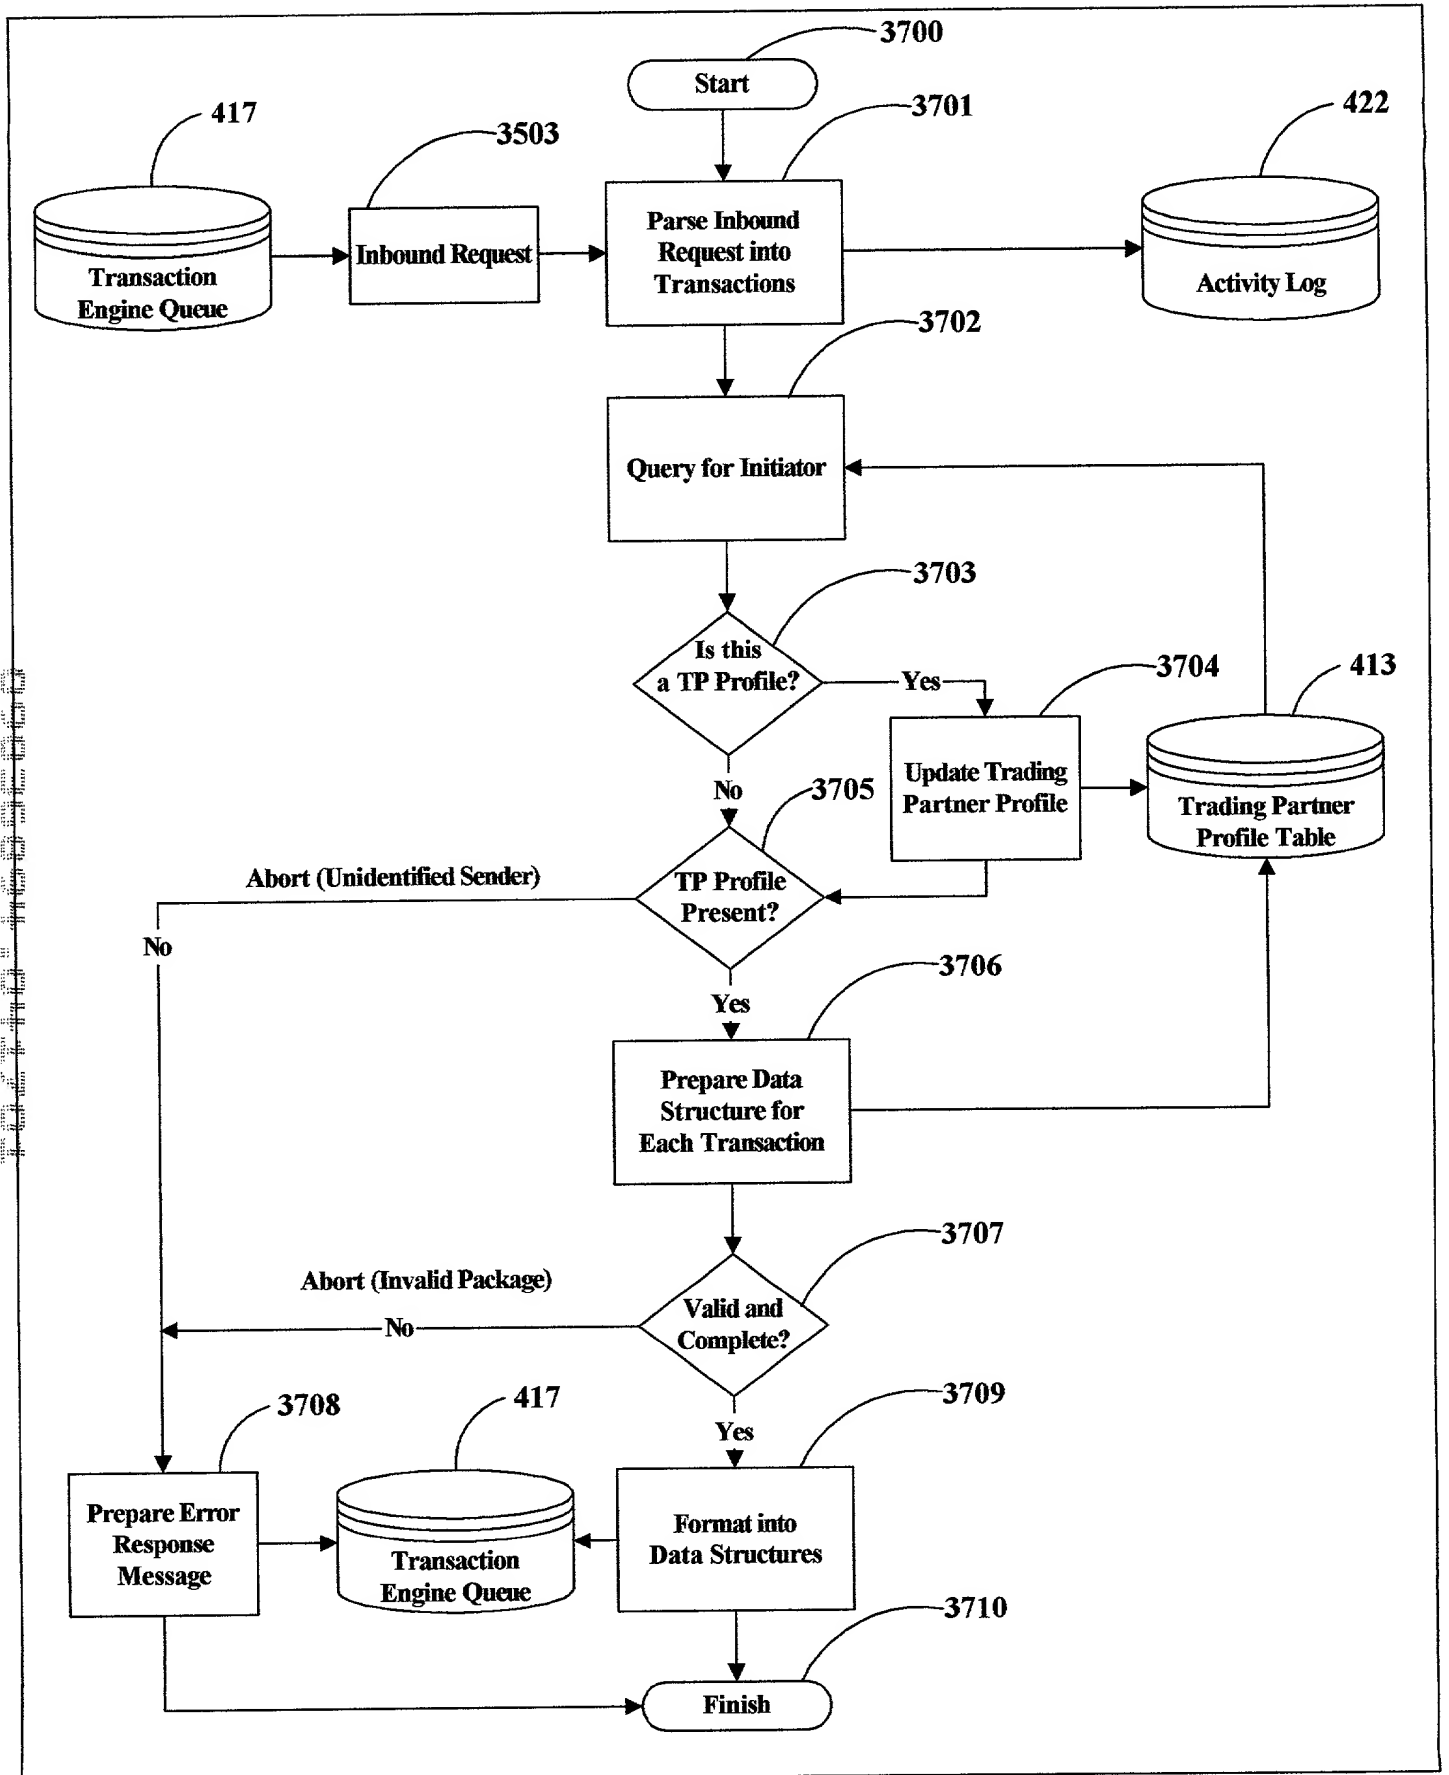 3700
Start
3701
417
422
3503
Parse Inbound
Request into
Transactions
Inbound Request
Transaction
Engine Queue
Activity Log
3702
Query for Initiator
3703
Is this
a TP Profile?
Yes
3704
413
No
3705
Update Trading
Partner Profile
Trading Partner
Profile Table
Abort (Unidentified Sender)
TP Profile
Present?
No
3706
Yes
Prepare Data
Structure for
Each Transaction
3707
Abort (Invalid Package)
Valid and
Complete?
No
3708
417
3709
Yes
Prepare Error
Response
Message
Transaction
Engine Queue
Format into
Data Structures
3710
Finish